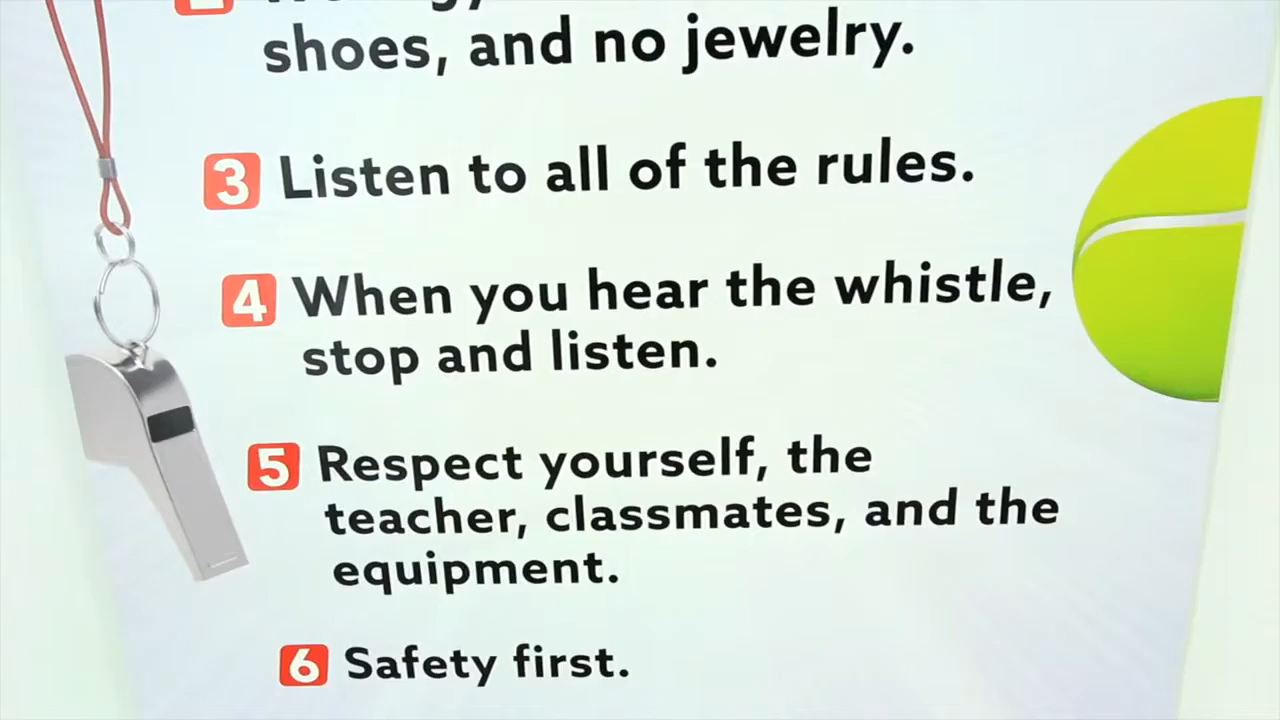 shoes, and no jewelry.
3 Listen to all of the rules.
4 When you hear the whistle,
stop and listen.
5 Respect yourself, the
teacher, classmates, and the
equipment.
6 Safety first.